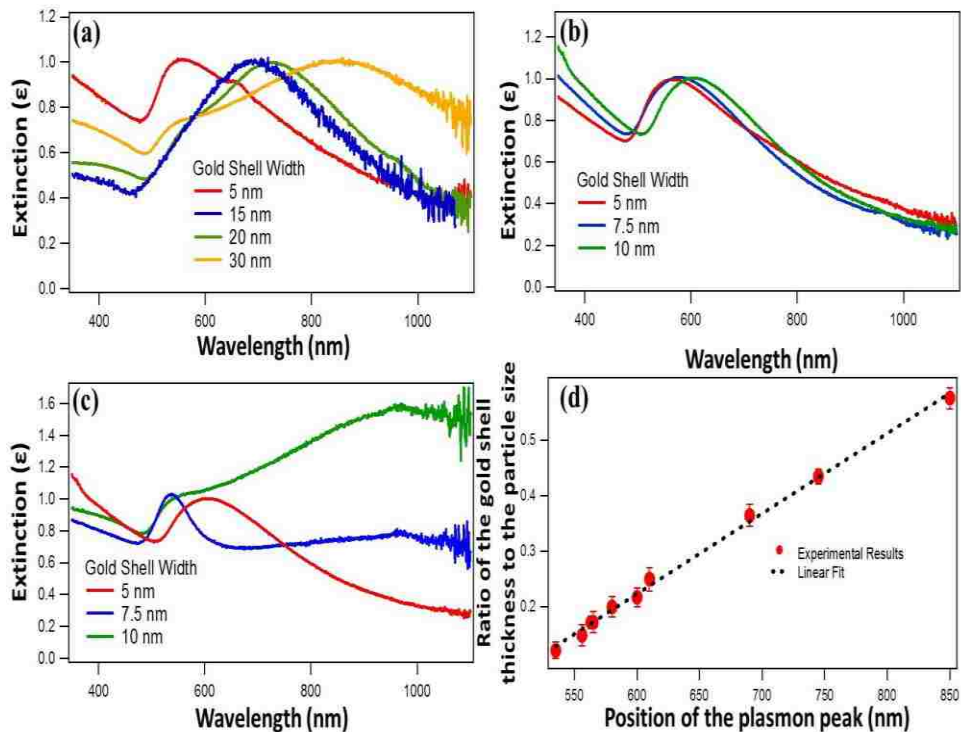 (a)
1.2
1.0
0.8
0.6
0.4
0.2
0.0
Extinction (ε)
Gold Shell Width
5 nm
15 nm
20 nm
30 nm
400
600
800
1000
Wavelength (nm)
(b)
1.2
1.0
0.8
0.6
0.4
0.2
0.0
Extinction (ε)
Gold Shell Width
5 nm
7.5 nm
10 nm
400
600
800
1000
Wavelength (nm)
(c)
1.6
1.4
1.2
1.0
0.8
0.6
0.4
0.2
0.0
Extinction (ε)
Gold Shell Width
5 nm
7.5 nm
10 nm
400
600
800
1000
Wavelength (nm)
(d)
Ratio of the gold shell
thickness to the particle size
0.5
0.4
0.3
0.2
Experimental Results
Linear Fit
550
600
650
700
750
800
850
Position of the plasmon peak (nm)